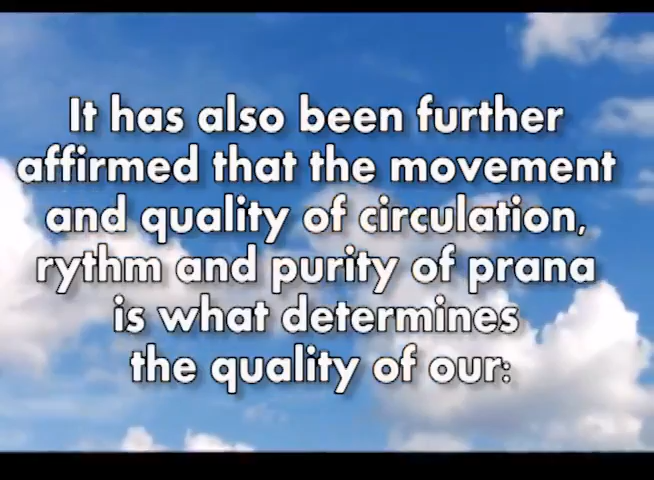 It has also been further
affirmed that the movement
and quality of circulation,
rythm and purity of prana
is what determines
the quality of our: